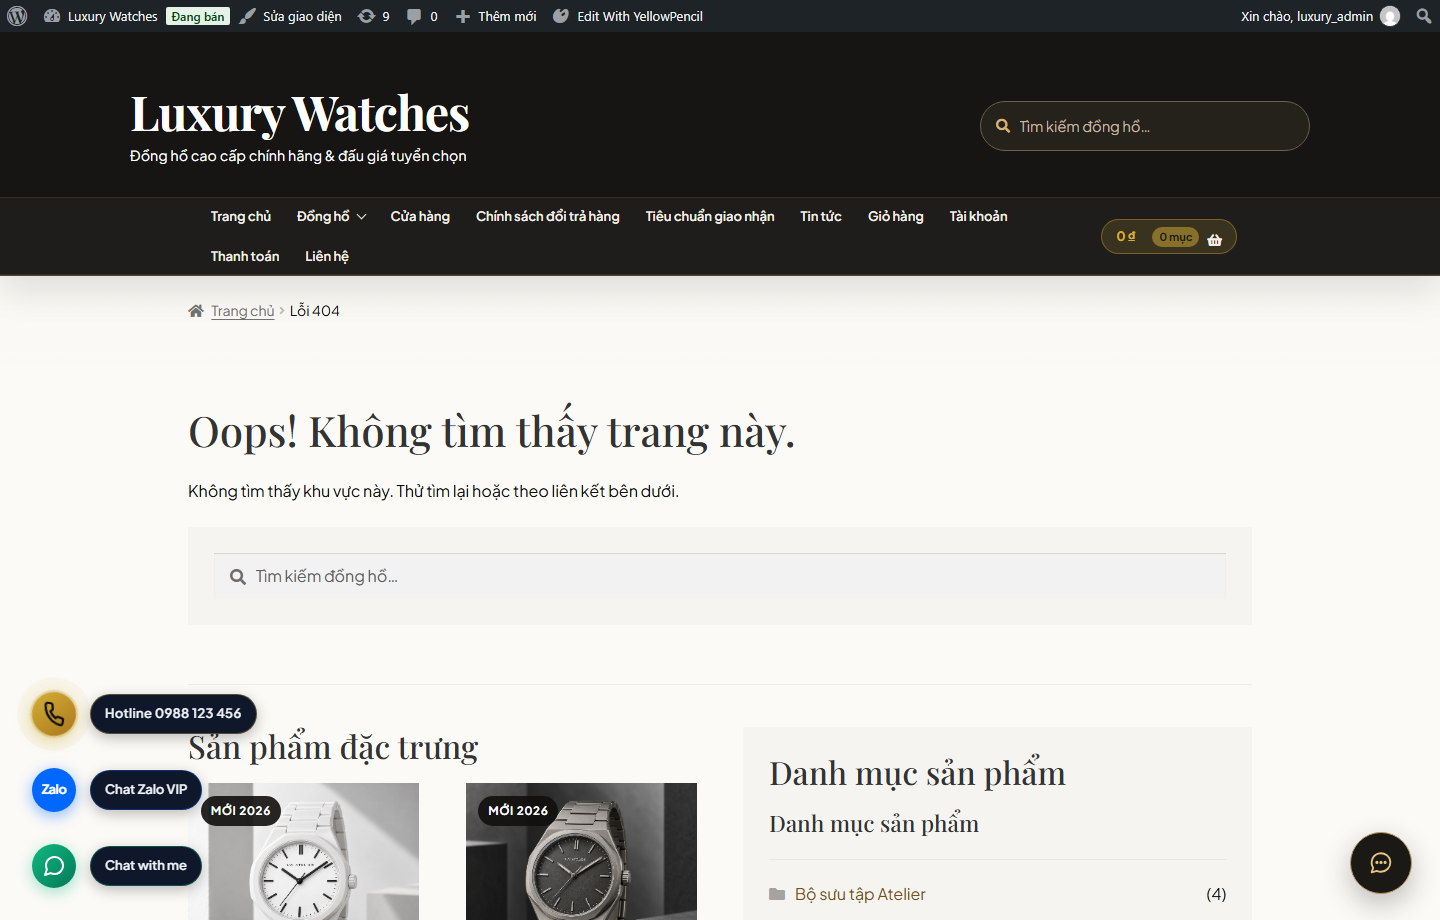 Luxury Watches
Đang bán
Sửa giao diện
9
0
Thêm mới
Edit With YellowPencil
Xin chào, luxury_admin
Luxury Watches
Đồng hồ cao cấp chính hãng & đấu giá tuyển chọn
Tìm kiếm đồng hồ...
Trang chủ
Đồng hồ
Cửa hàng
Chính sách đổi trả hàng
Tiêu chuẩn giao nhận
Tin tức
Giỏ hàng
Tài khoản
Thanh toán
Liên hệ
0 ₫
0 mục
Trang chủ
Lỗi 404
Oops! Không tìm thấy trang này.
Không tìm thấy khu vực này. Thử tìm lại hoặc theo liên kết bên dưới.
Tìm kiếm đồng hồ...
Hotline 0988 123 456
Sản phẩm đặc trưng
Zalo
Chat Zalo VIP
Chat with me
MỚI 2026
MỚI 2026
Danh mục sản phẩm
Danh mục sản phẩm
Bộ sưu tập Atelier
(4)